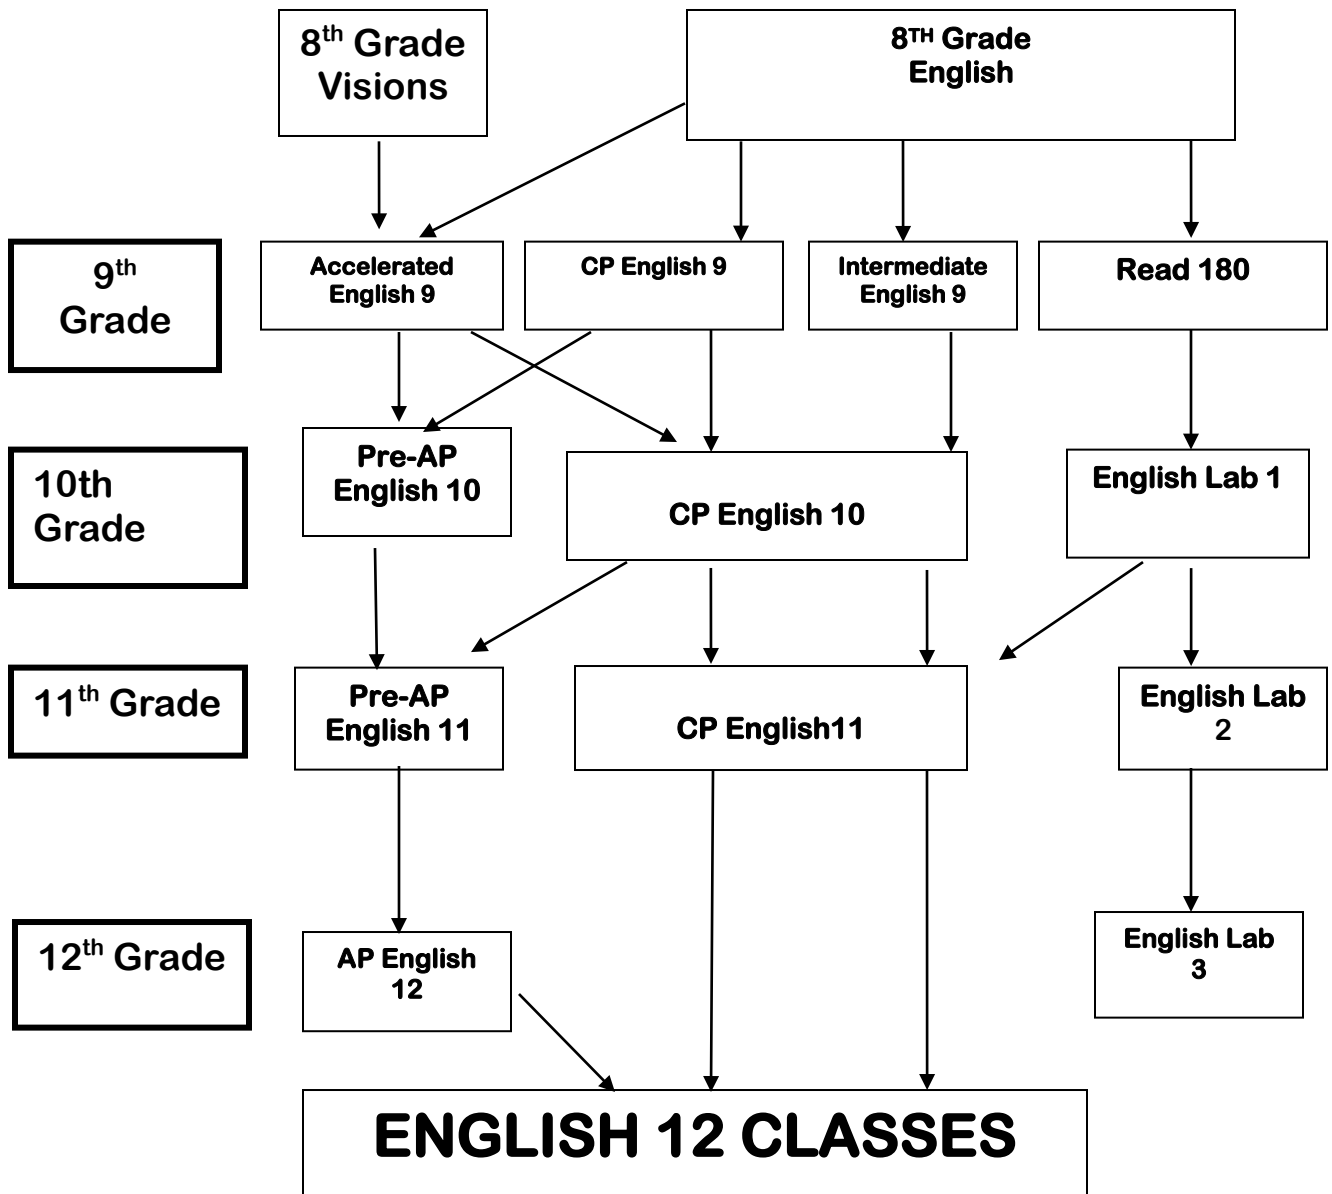 8th Grade
Visions
8TH Grade
English
9th
Grade
Accelerated
English 9
CP English 9
Intermediate
English 9
Read 180
10th
Grade
Pre-AP
English 10
CP English 10
English Lab 1
11th Grade
Pre-AP
English 11
CP English11
English Lab
2
12th Grade
AP English
12
English Lab
3
ENGLISH 12 CLASSES